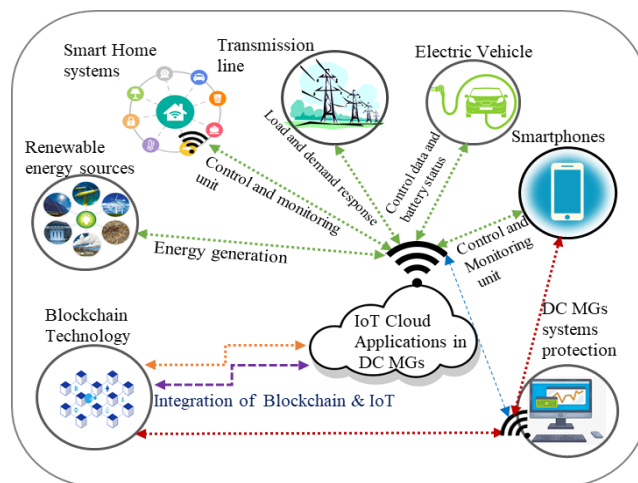 Smart Home
systems
Transmission
line
Electric Vehicle
Smartphones
Renewable
energy sources
Load and demand response
Control data and
battery status
Control and monitoring
unit
Control and
Monitoring
unit
Energy generation
Blockchain
Technology
IoT Cloud
Applications in
DC MGs
DC MGs
systems
protection
Integration of Blockchain & IoT